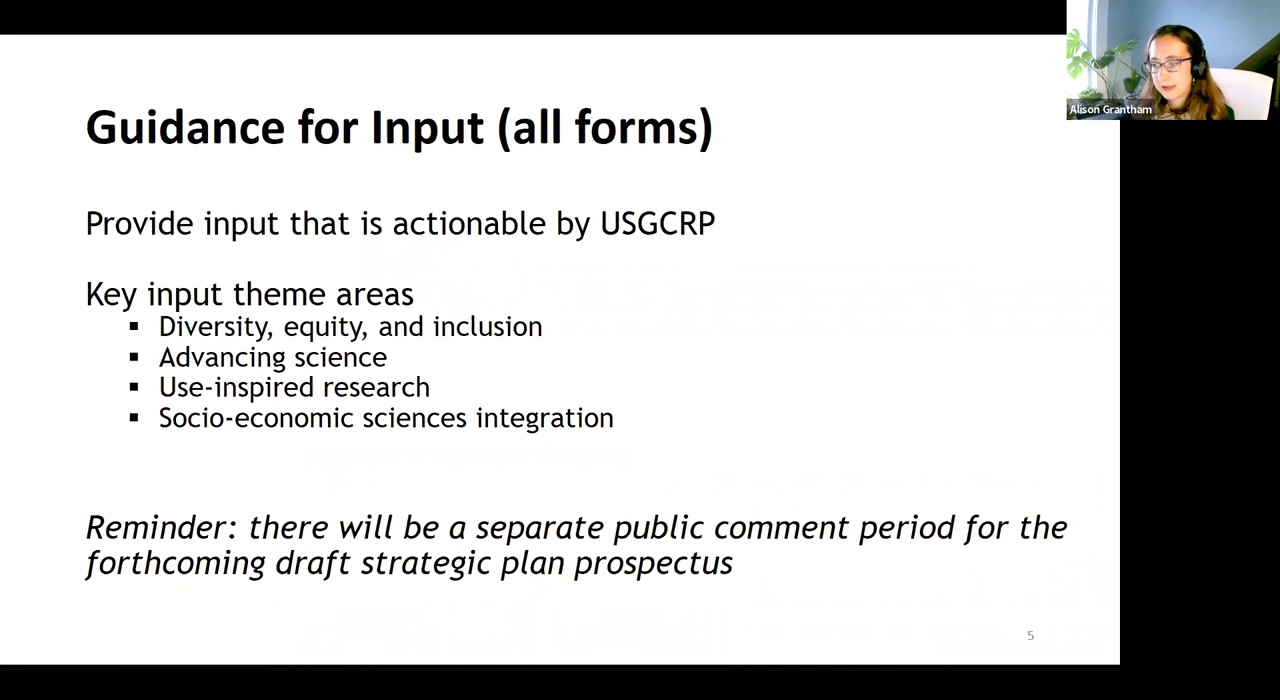 Guidance for Input (all forms)
Provide input that is actionable by USGCRP
Key input theme areas
▪ Diversity, equity, and inclusion
▪ Advancing science
▪ Use-inspired research
▪ Socio-economic sciences integration
Reminder: there will be a separate public comment period for the
forthcoming draft strategic plan prospectus
5
Alison Grantham